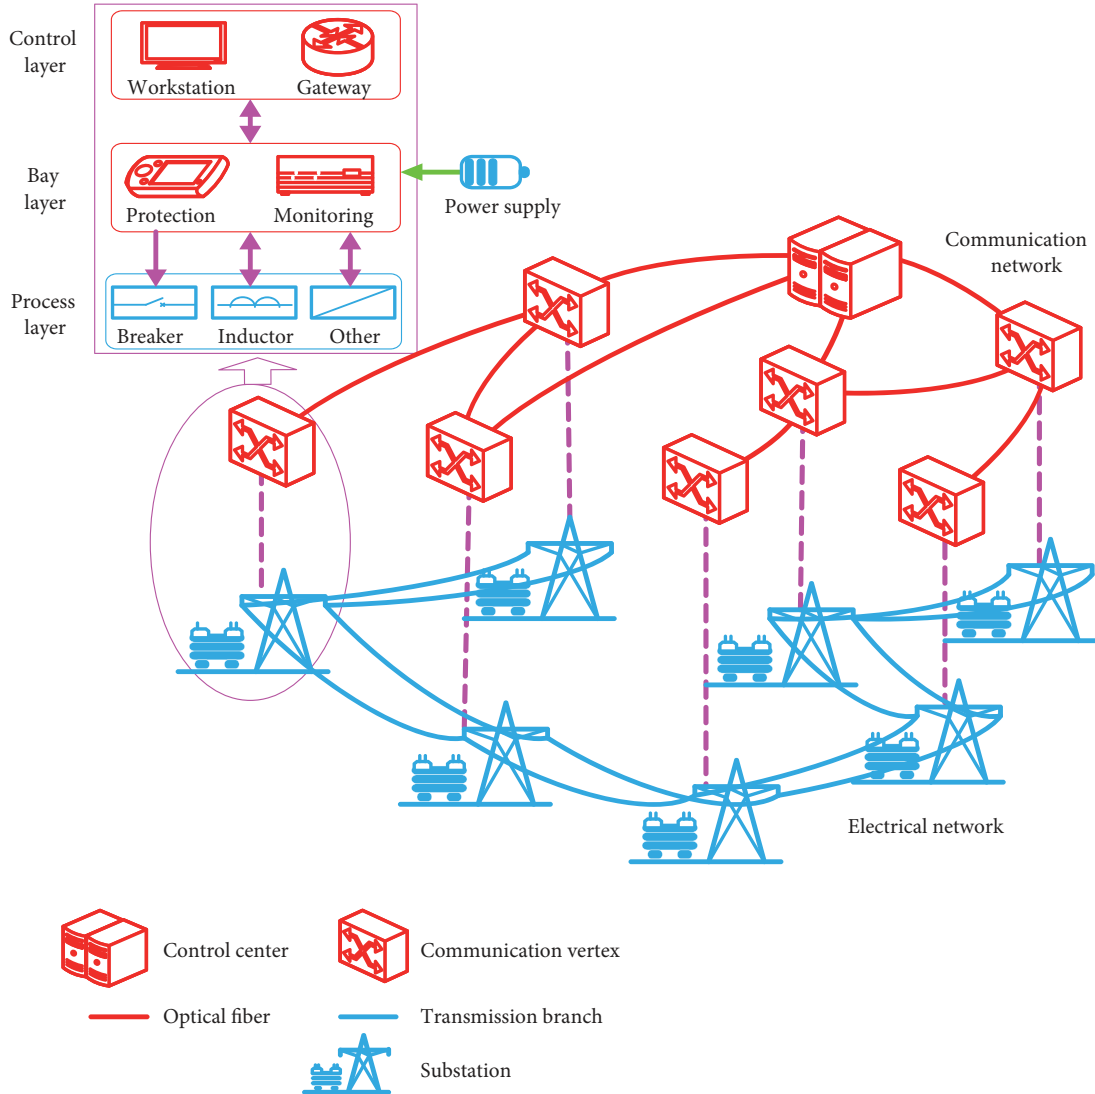 Control
layer
Workstation
Gateway
Bay
layer
Protection
Monitoring
Power supply
Process
layer
Breaker
Inductor
Other
Communication
network
Electrical network
Control center
Communication vertex
Optical fiber
Transmission branch
Substation